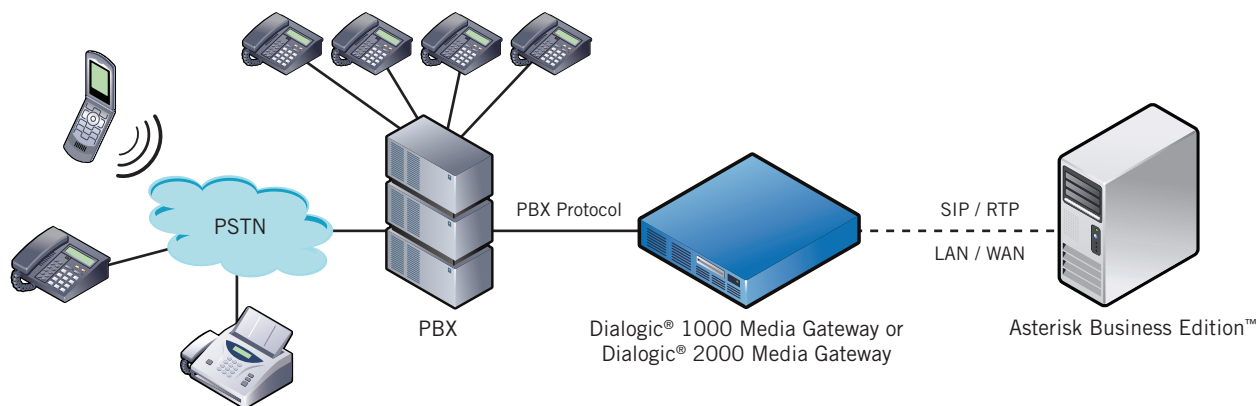 PSTN
PBX Protocol
SIP / RTP
LAN / WAN
PBX
Dialogic® 1000 Media Gateway or
Dialogic® 2000 Media Gateway
Asterisk Business Edition™